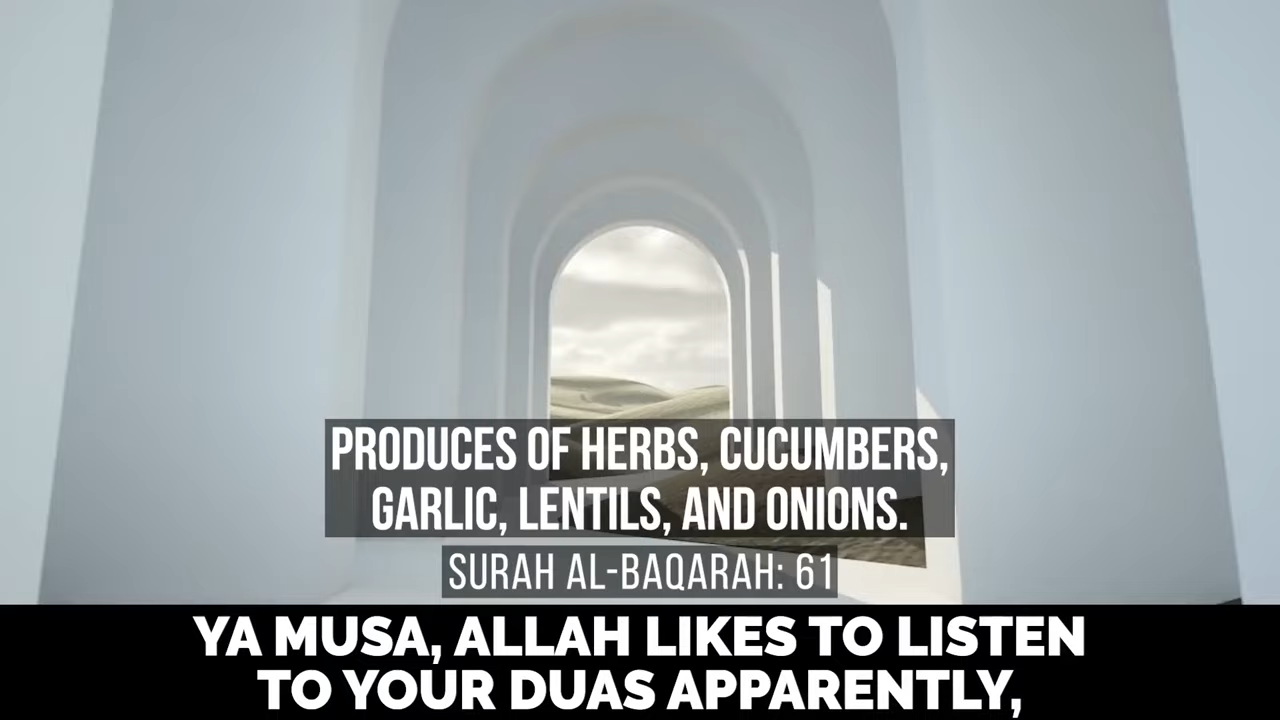 PRODUCES OF HERBS, CUCUMBERS,
GARLIC, LENTILS, AND ONIONS.
SURAH AL-BAQARAH: 61
YA MUSA, ALLAH LIKES TO LISTEN
TO YOUR DUAS APPARENTLY,